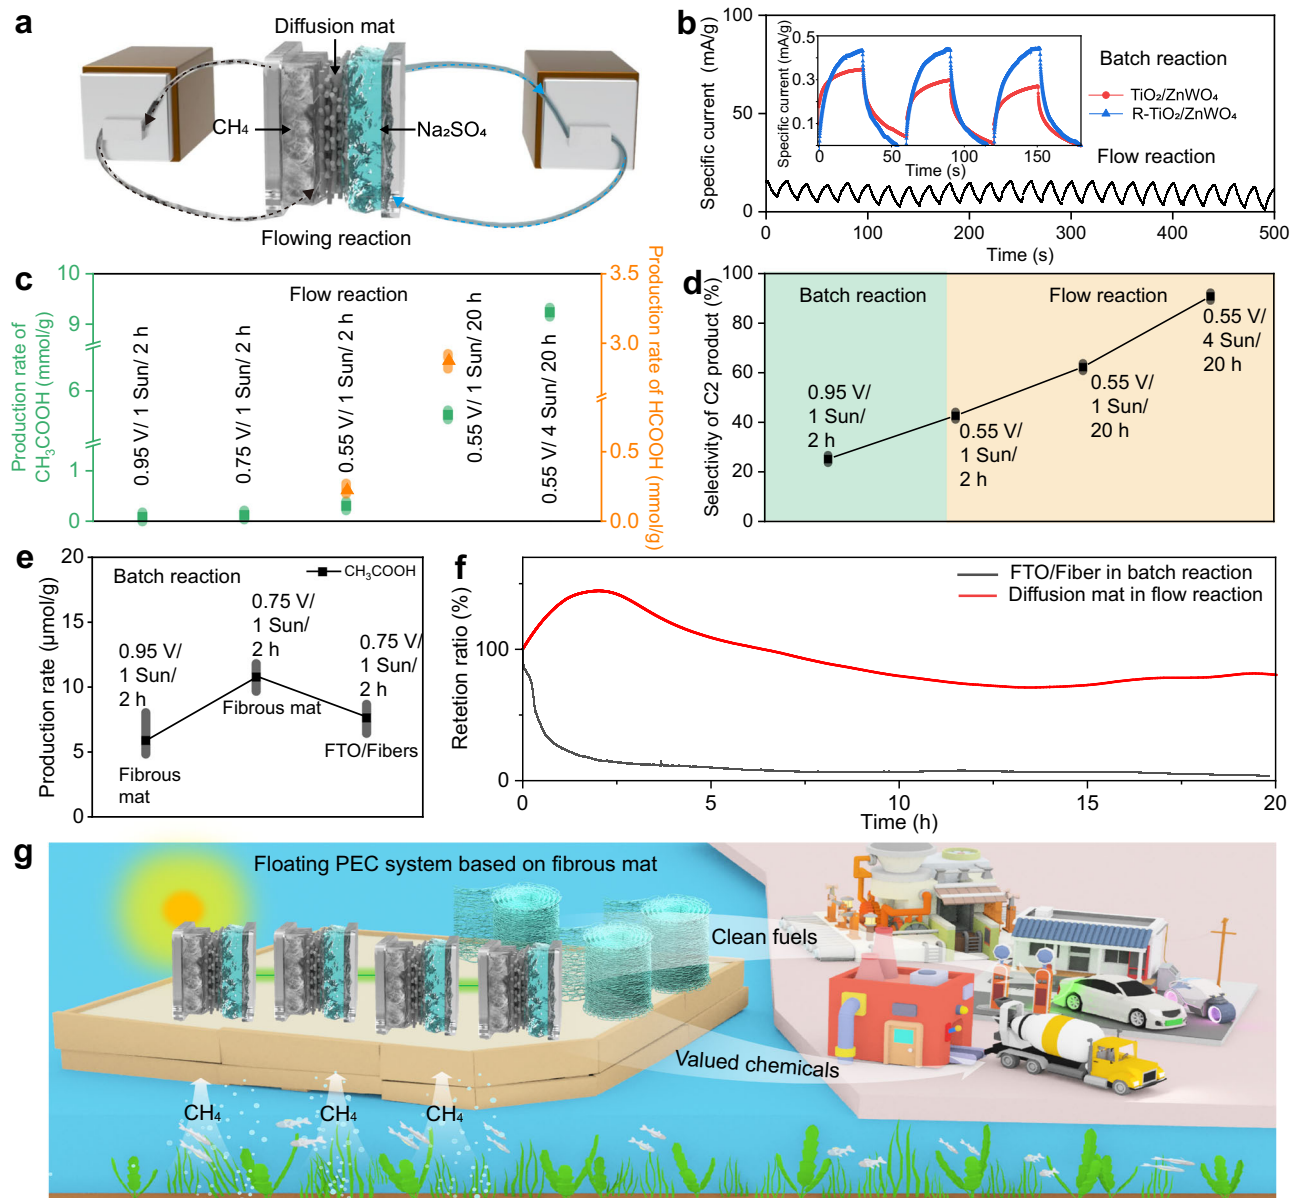 a
Diffusion mat
CH₄
Na₂SO₄
Flowing reaction
b
Specific current (mA/g)
100
50
0
0
100
200
300
400
500
Time (s)
Specific current (mA/g)
0.5
0.3
0.1
0
50
100
150
Time (s)
Batch reaction
TiO₂/ZnWO₄
R-TiO₂/ZnWO₄
Flow reaction
c
Production rate of
CH₃COOH (mmol/g)
10
9
6
1
0
Flow reaction
0.95 V/ 1 Sun/ 2 h
0.75 V/ 1 Sun/ 2 h
0.55 V/ 1 Sun/ 2 h
0.55 V/ 1 Sun/ 20 h
0.55 V/ 4 Sun/ 20 h
3.5
3.0
0.5
0.0
Production rate of HCOOH (mmol/g)
d
Selectivity of C2 product (%)
100
80
60
40
20
0
Batch reaction
Flow reaction
0.95 V/
1 Sun/
2 h
0.55 V/
1 Sun/
2 h
0.55 V/
1 Sun/
20 h
0.55 V/
4 Sun/
20 h
e
Production rate (μmol/g)
20
15
10
5
0
Batch reaction
CH₃COOH
0.95 V/
1 Sun/
2 h
Fibrous
mat
0.75 V/
1 Sun/
2 h
Fibrous mat
0.75 V/
1 Sun/
2 h
FTO/Fibers
f
Retetion ratio (%)
100
0
0
5
10
15
20
Time (h)
FTO/Fiber in batch reaction
Diffusion mat in flow reaction
g
Floating PEC system based on fibrous mat
Clean fuels
Valued chemicals
CH₄
CH₄
CH₄